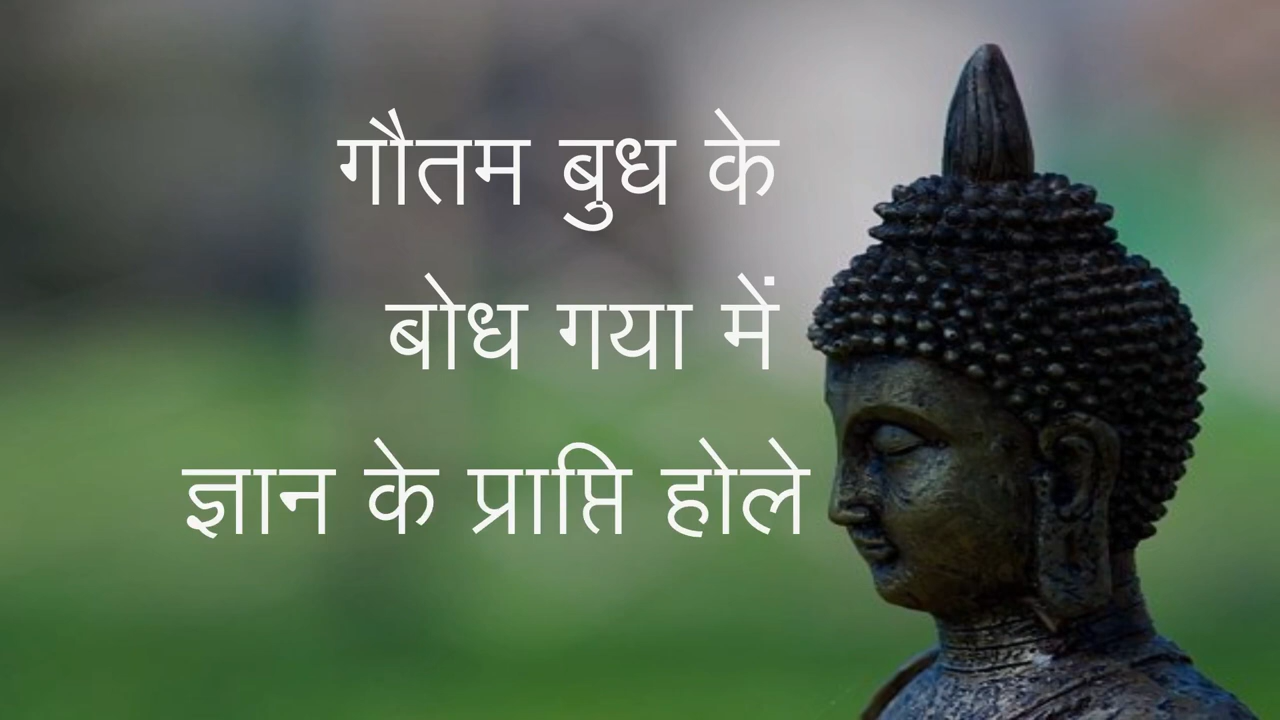 गौतम बुध के
बोध गया में
ज्ञान के प्राप्ति होले